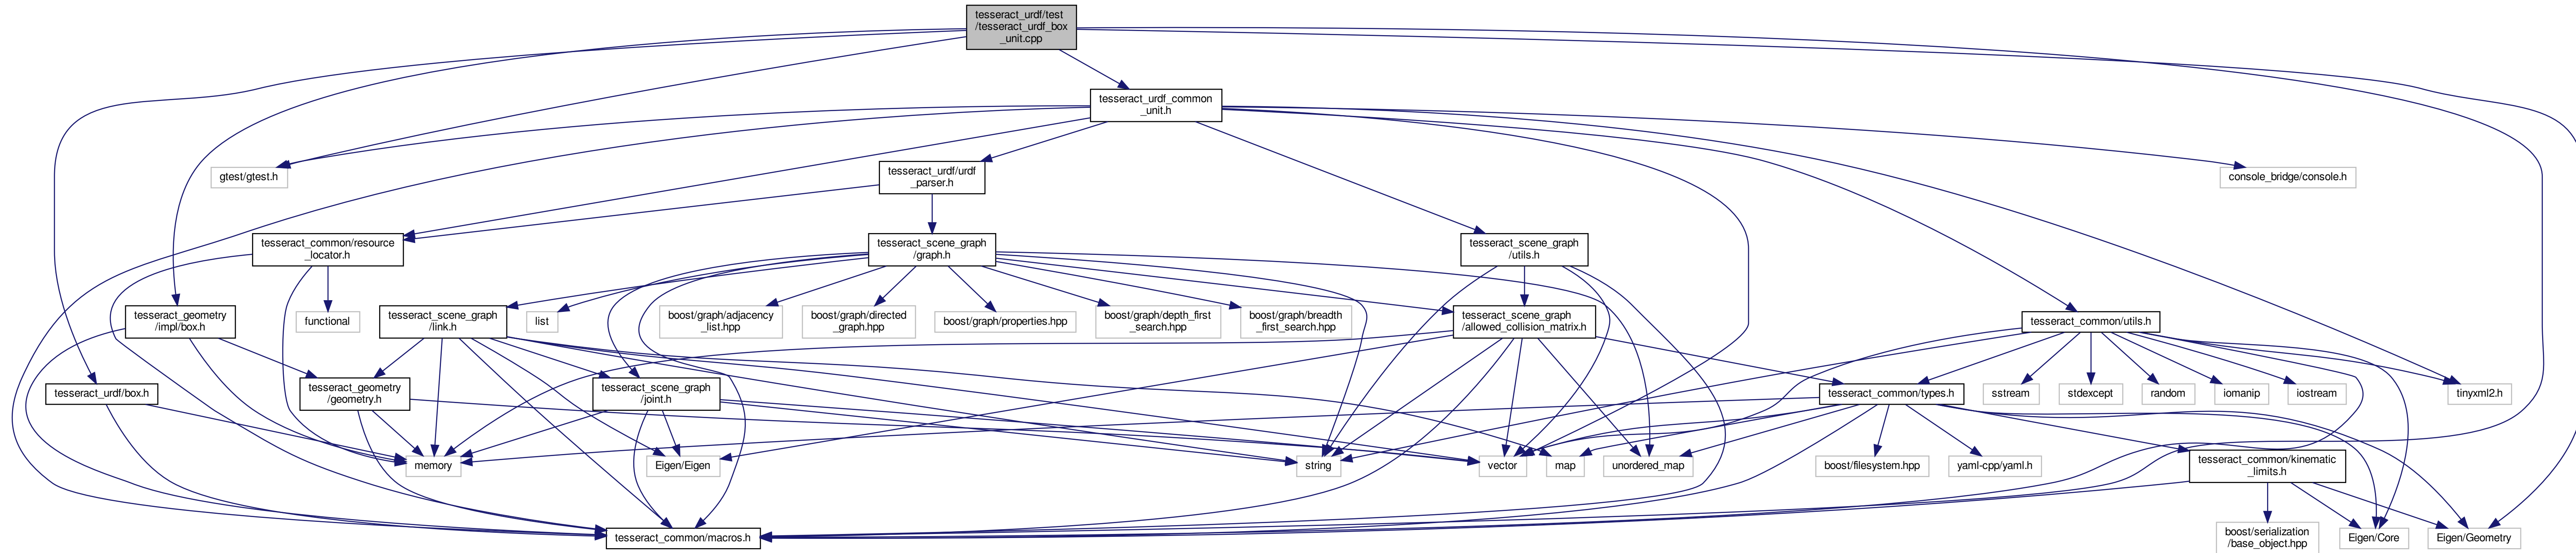 tesseract_urdf/test
/tesseract_urdf_box
_unit.cpp
tesseract_urdf_common
_unit.h
gtest/gtest.h
tesseract_urdf/urdf
_parser.h
console_bridge/console.h
tesseract_common/resource
_locator.h
tesseract_scene_graph
/graph.h
tesseract_scene_graph
/utils.h
tesseract_geometry
/impl/box.h
functional
tesseract_scene_graph
/link.h
list
boost/graph/adjacency
_list.hpp
boost/graph/directed
_graph.hpp
boost/graph/properties.hpp
boost/graph/depth_first
_search.hpp
boost/graph/breadth
_first_search.hpp
tesseract_scene_graph
/allowed_collision_matrix.h
tesseract_common/utils.h
tesseract_urdf/box.h
tesseract_geometry
/geometry.h
tesseract_scene_graph
/joint.h
tesseract_common/types.h
sstream
stdexcept
random
iomanip
iostream
tinyxml2.h
memory
Eigen/Eigen
string
vector
map
unordered_map
boost/filesystem.hpp
yaml-cpp/yaml.h
tesseract_common/kinematic
_limits.h
tesseract_common/macros.h
boost/serialization
/base_object.hpp
Eigen/Core
Eigen/Geometry